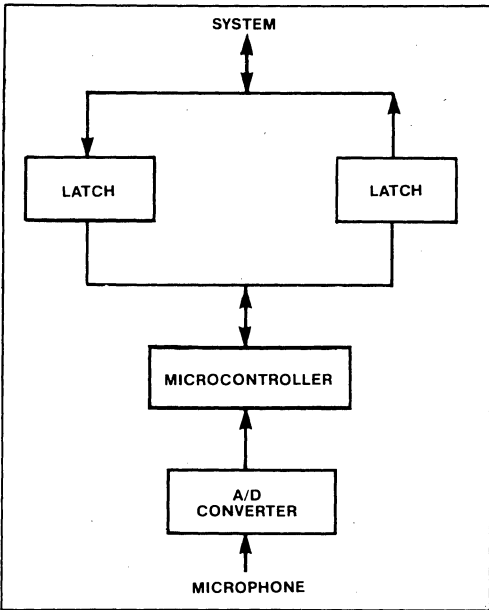 SYSTEM
LATCH
LATCH
MICROCONTROLLER
A/D
CONVERTER
MICROPHONE